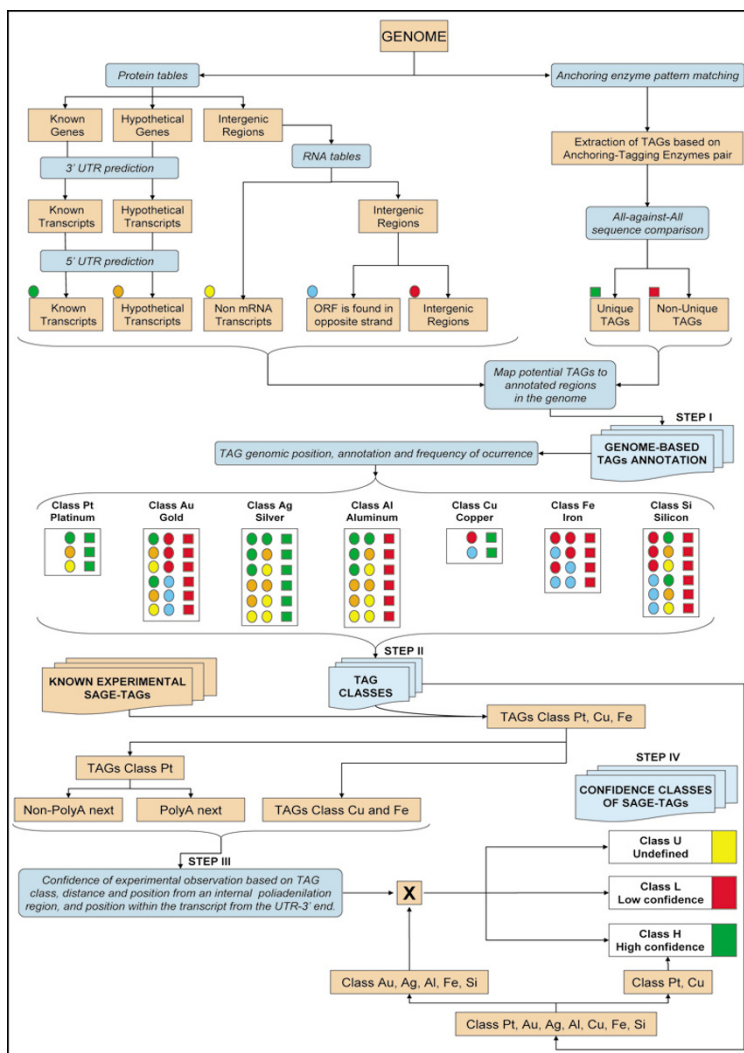 GENOME
Protein tables
Anchoring enzyme pattern matching
Known
Genes
Hypothetical
Genes
Intergenic
Regions
Extraction of TAGs based on
Anchoring-Tagging Enzymes pair
3' UTR prediction
RNA tables
Known
Transcripts
Hypothetical
Transcripts
Intergenic
Regions
All-against-All
sequence comparison
5' UTR prediction
Known
Transcripts
Hypothetical
Transcripts
Non mRNA
Transcripts
ORF is found in
opposite strand
Intergenic
Regions
Unique
TAGs
Non-Unique
TAGs
Map potential TAGs to
annotated regions
in the genome
STEP I
GENOME-BASED
TAGs ANNOTATION
TAG genomic position, annotation and frequency of ocurrence
Class Pt
Platinum
Class Au
Gold
Class Ag
Silver
Class Al
Aluminum
Class Cu
Copper
Class Fe
Iron
Class Si
Silicon
STEP II
KNOWN EXPERIMENTAL
SAGE-TAGs
TAG
CLASSES
TAGs Class Pt, Cu, Fe
TAGs Class Pt
STEP IV
Non-PolyA next
PolyA next
TAGs Class Cu and Fe
CONFIDENCE CLASSES
OF SAGE-TAGs
STEP III
Confidence of experimental observation based on TAG
class, distance and position from an internal poliadenilation
region, and position within the transcript from the UTR-3' end.
X
Class U
Undefined
Class L
Low confidence
Class H
High confidence
Class Au, Ag, Al, Fe, Si
Class Pt, Cu
Class Pt, Au, Ag, Al, Cu, Fe, Si